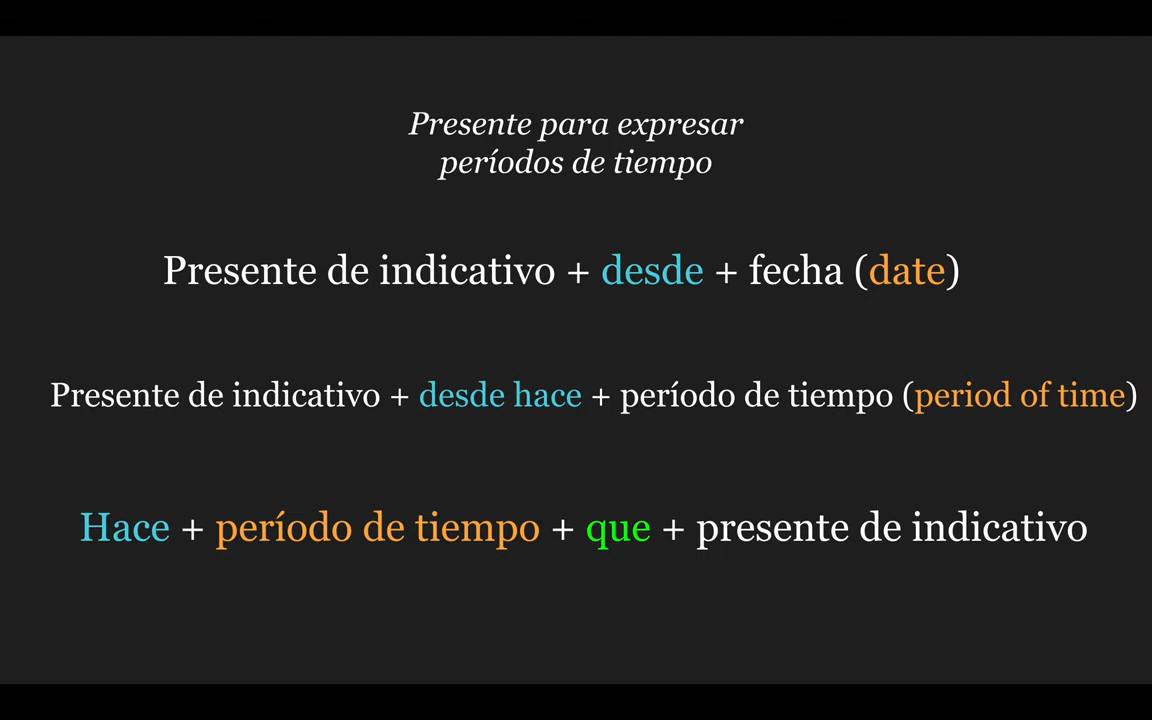 Presente para expresar
períodos de tiempo
Presente de indicativo + desde + fecha (date)
Presente de indicativo + desde hace + período de tiempo (period of time)
Hace + período de tiempo + que + presente de indicativo